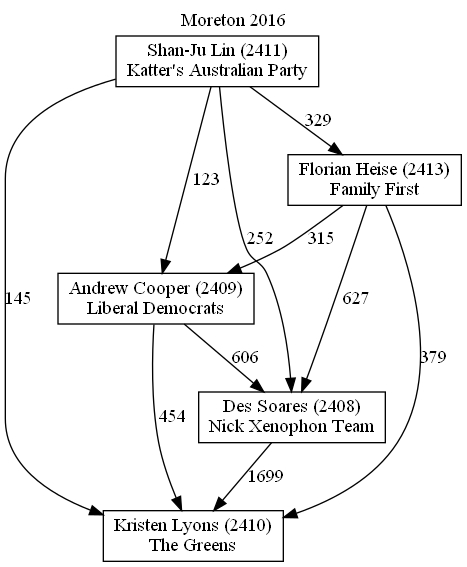 Moreton 2016
Shan-Ju Lin (2411)
Katter's Australian Party
329
Florian Heise (2413)
Family First
123
252
315
Andrew Cooper (2409)
Liberal Democrats
145
627
606
379
Des Soares (2408)
Nick Xenophon Team
454
1699
Kristen Lyons (2410)
The Greens